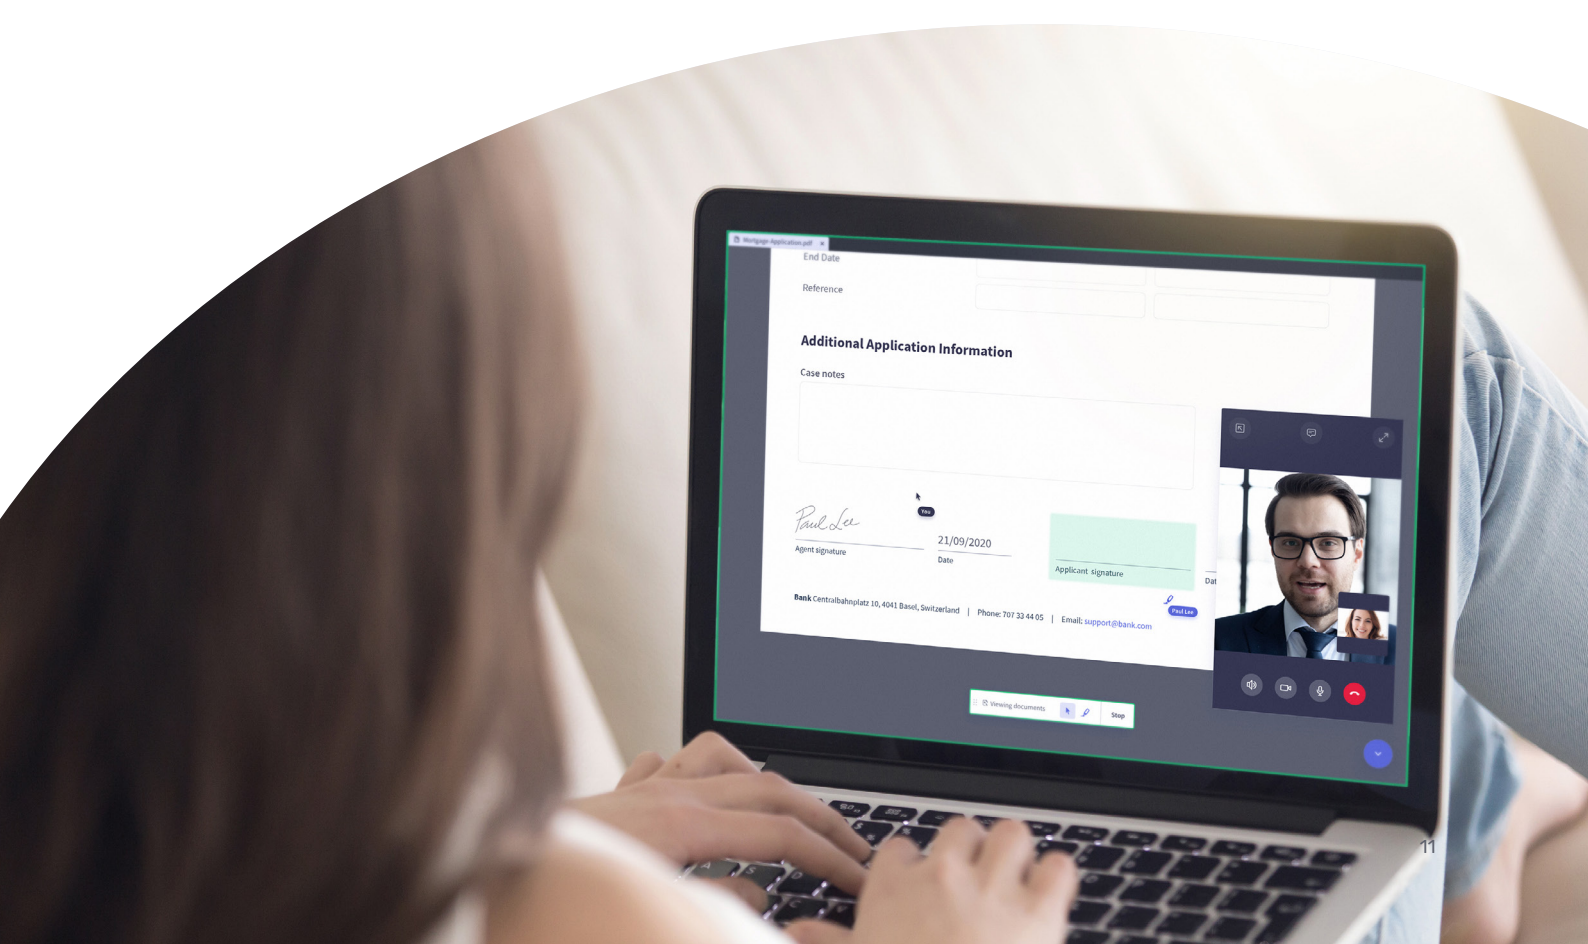 Mortgage Application.pdf
End Date
Reference
Additional Application Information
Case notes
You
Paul Lee
21/09/2020
Agent signature
Date
Applicant signature
Dat
Paul Lee
Bank Centralbahnplatz 10, 4041 Basel, Switzerland | Phone: 707 33 44 05 | Email: support@bank.com
Viewing documents
Stop
11